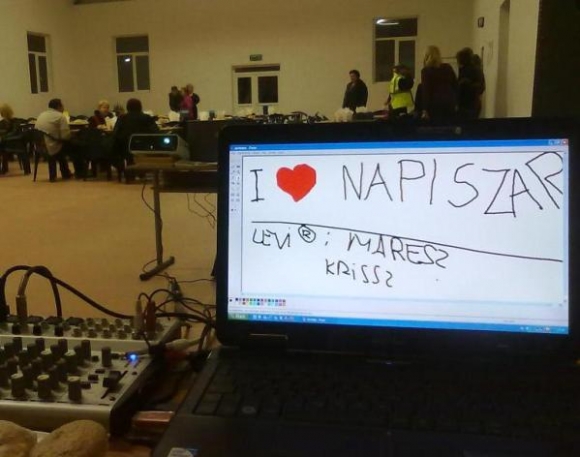 I ❤ NAPISZAR
LEVI ® : MARESZ
KRISSZ